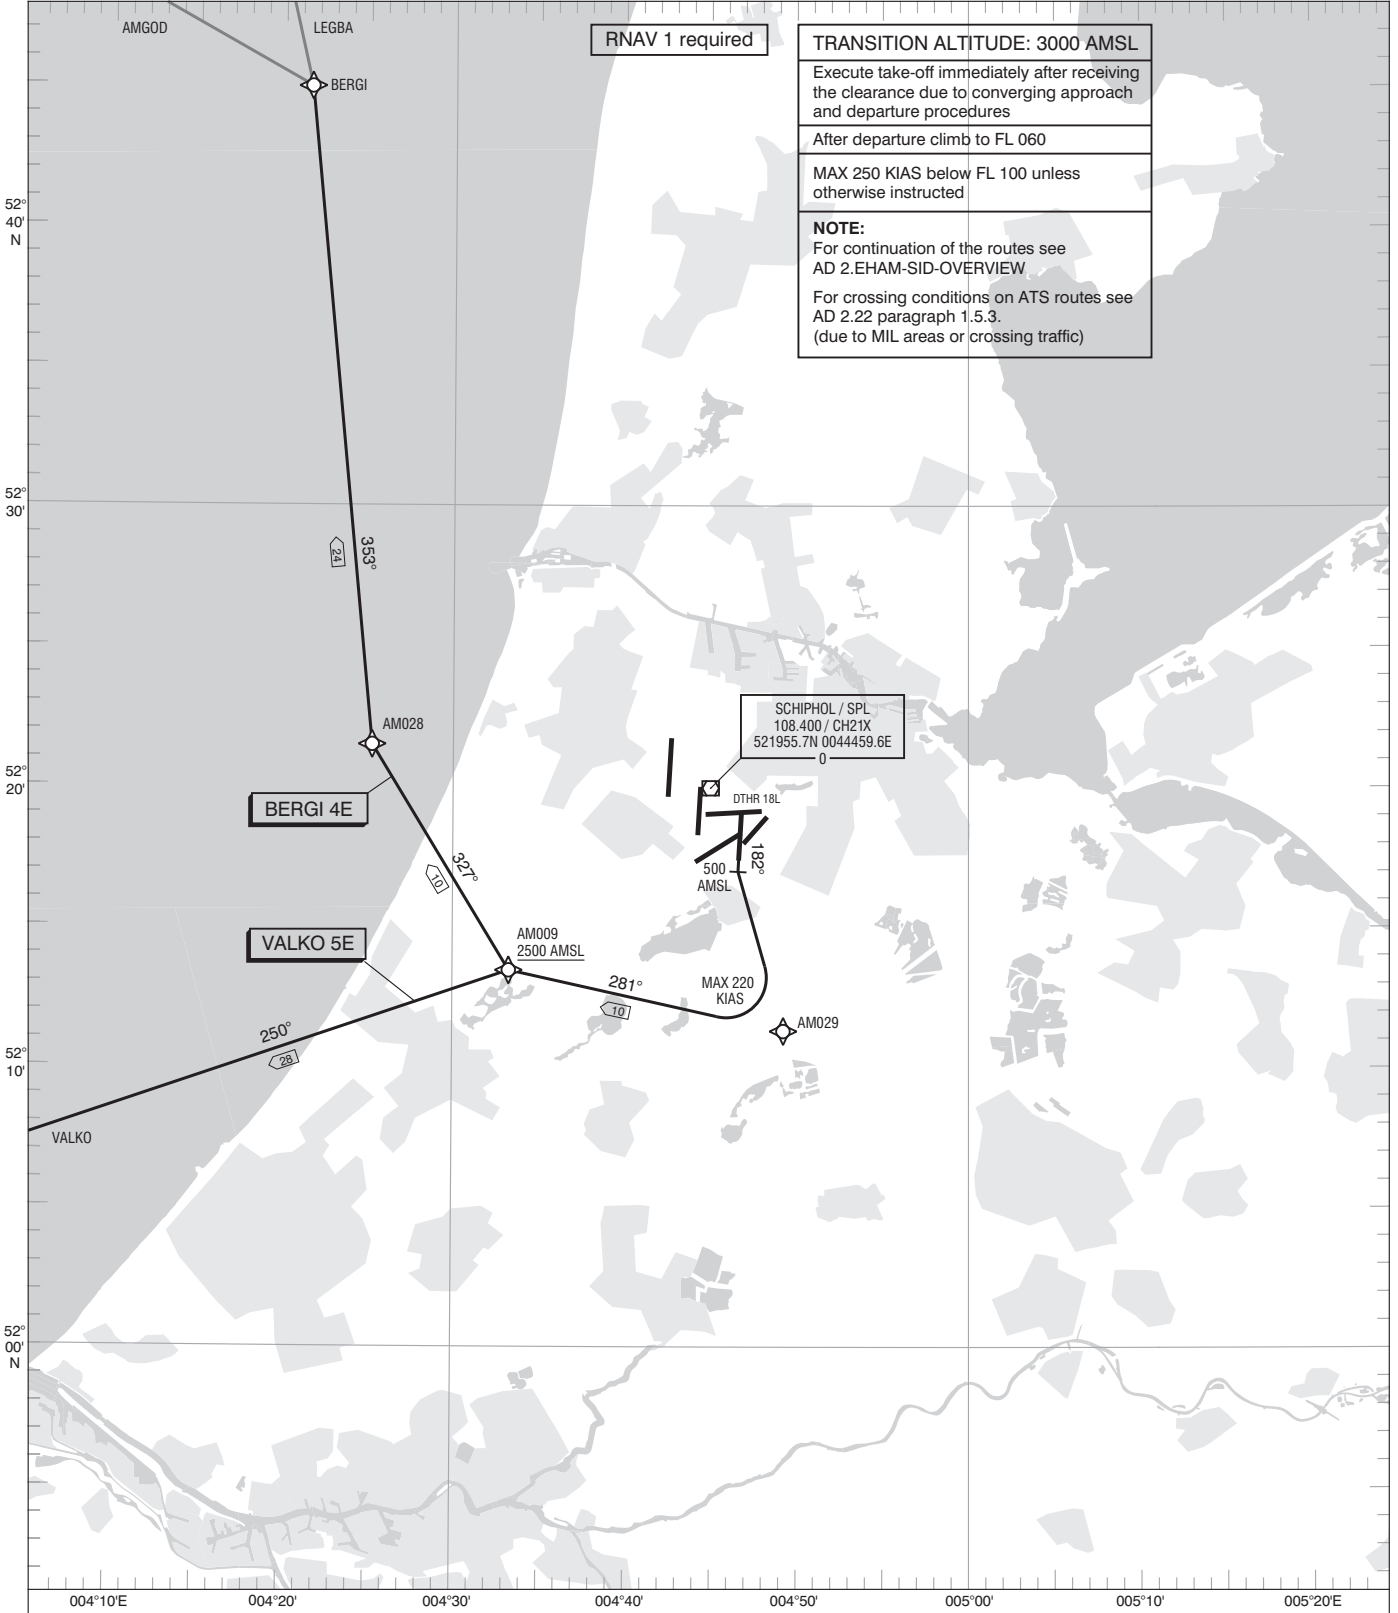 AMGOD
LEGBA
BERGI
RNAV 1 required
TRANSITION ALTITUDE: 3000 AMSL
Execute take-off immediately after receiving
the clearance due to converging approach
and departure procedures
After departure climb to FL 060
MAX 250 KIAS below FL 100 unless
otherwise instructed
NOTE:
For continuation of the routes see
AD 2.EHAM-SID-OVERVIEW
For crossing conditions on ATS routes see
AD 2.22 paragraph 1.5.3.
(due to MIL areas or crossing traffic)
52°
40'
N
52°
30'
24
353°
AM028
SCHIPHOL / SPL
108.400 / CH21X
521955.7N 0044459.6E
0
52°
20'
BERGI 4E
DTHR 18L
327°
10
182°
500
AMSL
VALKO 5E
AM009
2500 AMSL
281°
10
MAX 220
KIAS
AM029
250°
28
52°
10'
VALKO
52°
00'
N
004°10'E
004°20'
004°30'
004°40'
004°50'
005°00'
005°10'
005°20'E